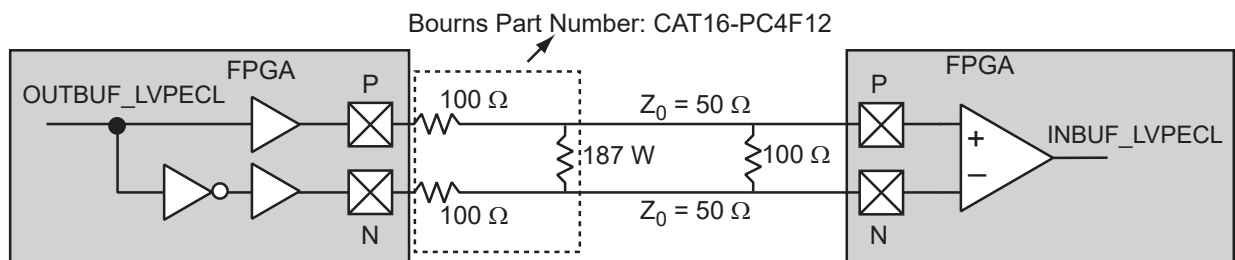 Bourns Part Number: CAT16-PC4F12
FPGA
P
OUTBUF_LVPECL
100 Ω
Z0 = 50 Ω
187 W
100 Ω
100 Ω
Z0 = 50 Ω
N
FPGA
P
+
−
INBUF_LVPECL
N